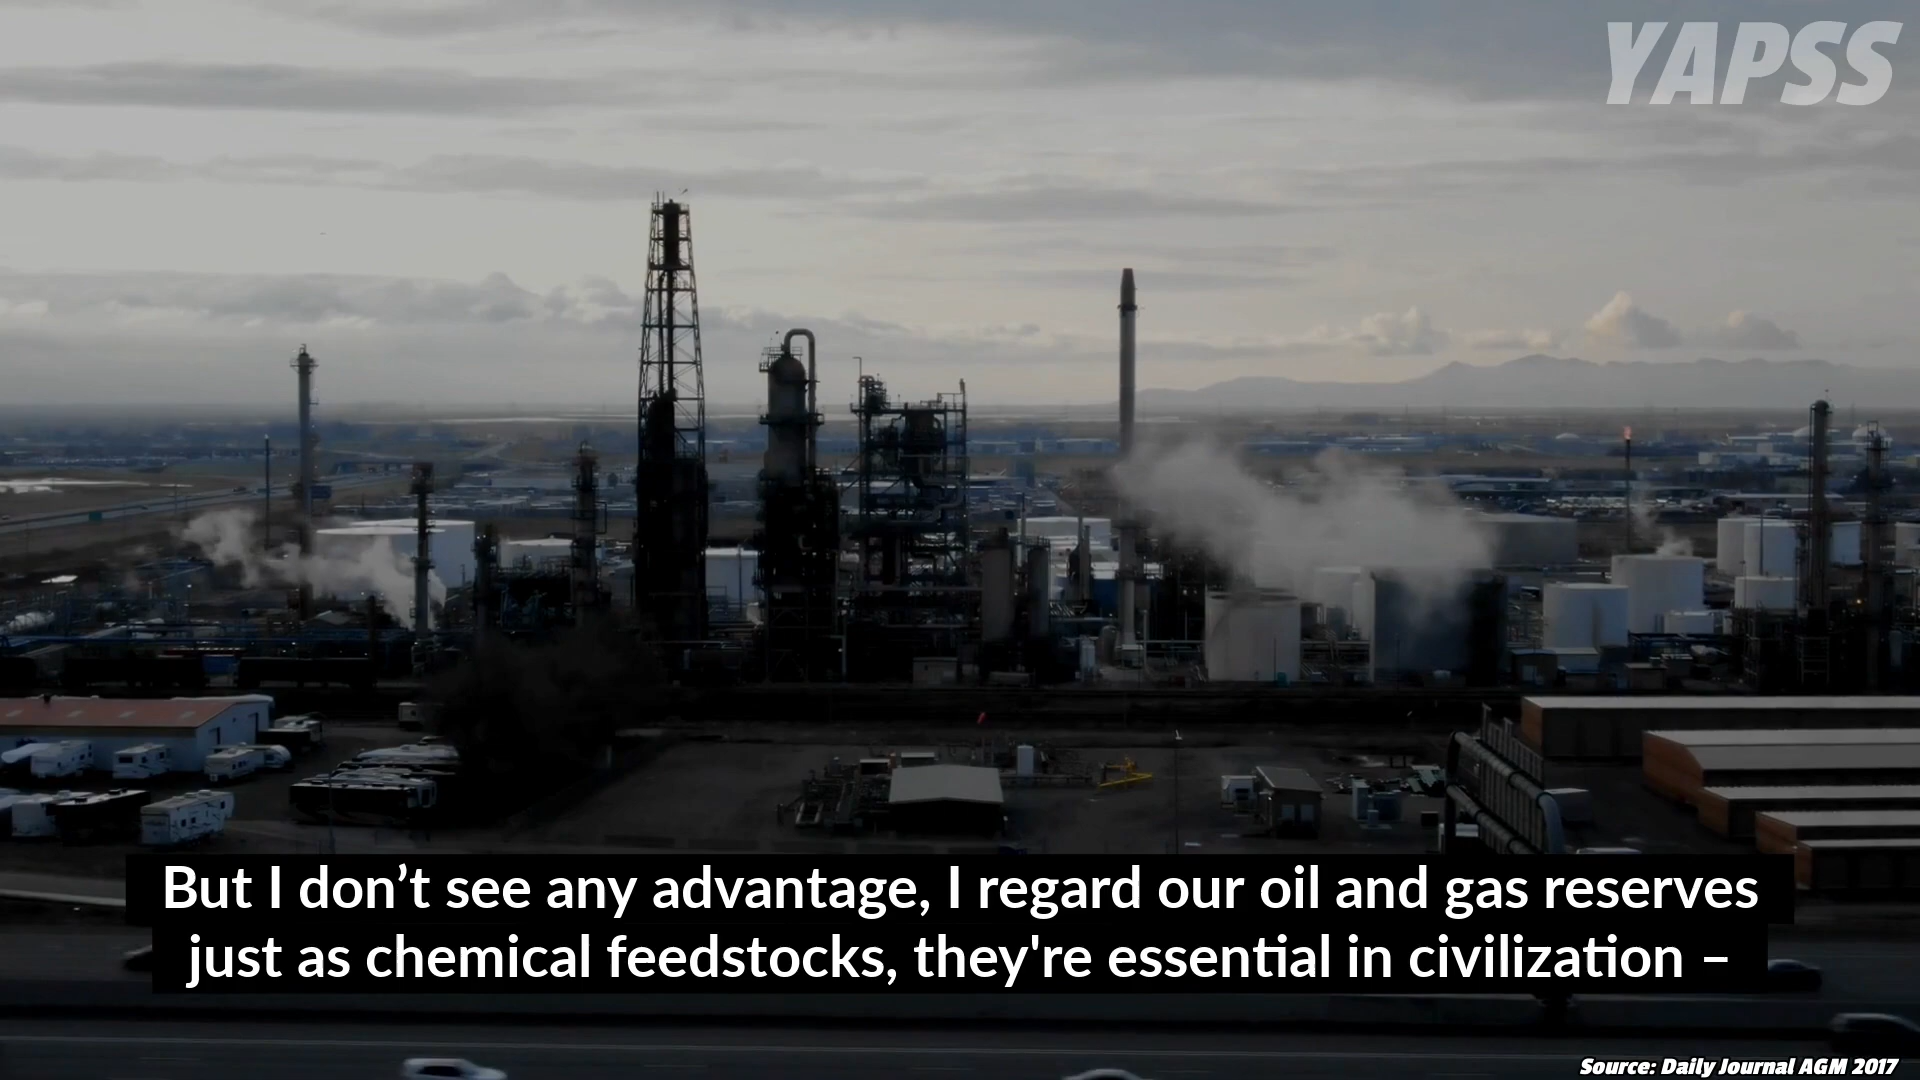 YAPSS
But I don’t see any advantage, I regard our oil and gas reserves
just as chemical feedstocks, they're essential in civilization –
Source: Daily Journal AGM 2017